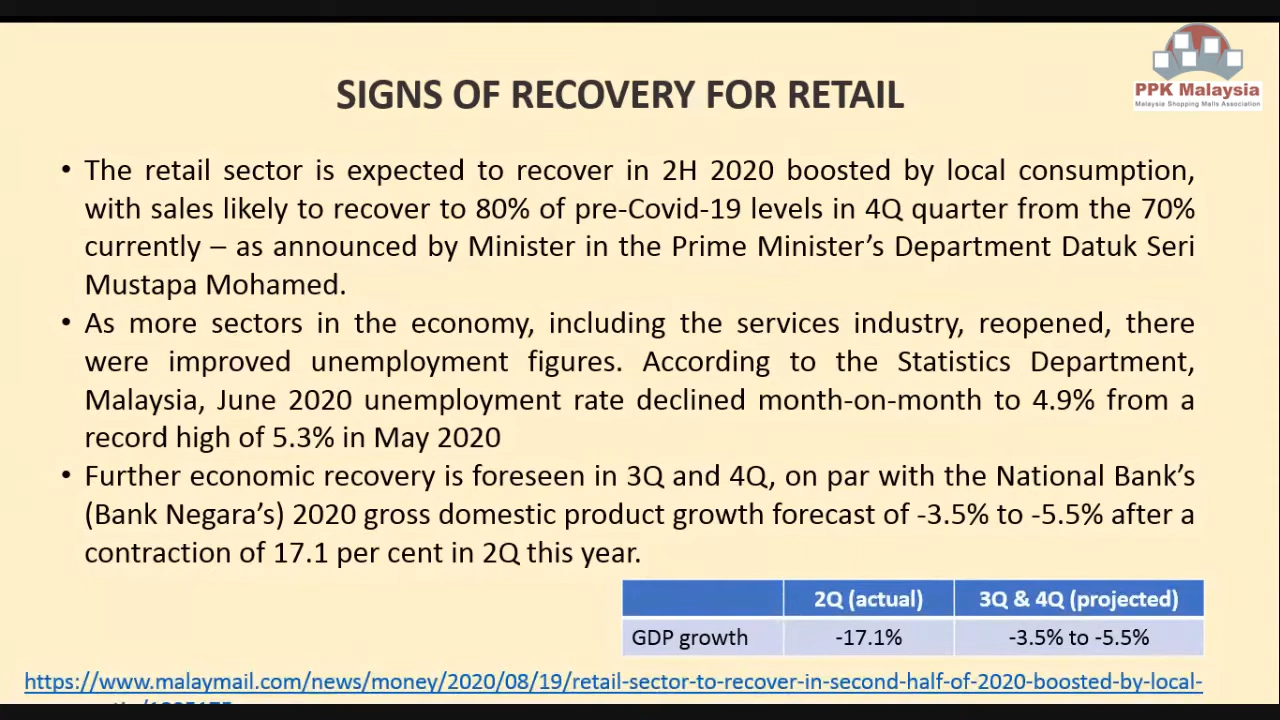 PPK Malaysia
Malaysia Shopping Malls Association
SIGNS OF RECOVERY FOR RETAIL
• The retail sector is expected to recover in 2H 2020 boosted by local consumption,
with sales likely to recover to 80% of pre-Covid-19 levels in 4Q quarter from the 70%
currently – as announced by Minister in the Prime Minister’s Department Datuk Seri
Mustapa Mohamed.
• As more sectors in the economy, including the services industry, reopened, there
were improved unemployment figures. According to the Statistics Department,
Malaysia, June 2020 unemployment rate declined month-on-month to 4.9% from a
record high of 5.3% in May 2020
• Further economic recovery is foreseen in 3Q and 4Q, on par with the National Bank’s
(Bank Negara’s) 2020 gross domestic product growth forecast of -3.5% to -5.5% after a
contraction of 17.1 per cent in 2Q this year.
2Q (actual) 3Q & 4Q (projected)
GDP growth -17.1% -3.5% to -5.5%
https://www.malaymail.com/news/money/2020/08/19/retail-sector-to-recover-in-second-half-of-2020-boosted-by-local-